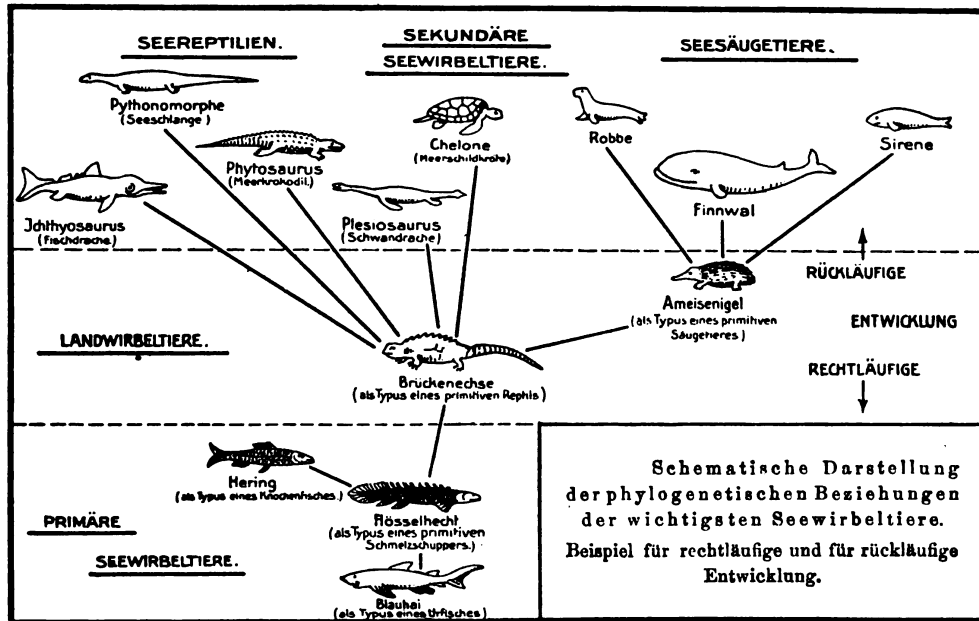 SEEREPTILIEN.
SEKUNDÄRE
SEEWIRBELTIERE.
SEESÄUGETIERE.
Pythonomorphe
(Seeschlange)
Phytosaurus
(Meerkrokodil.)
Chelone
(Meerschildkröte)
Robbe
Sirene
Jchthyosaurus
(Fischdrache.)
Plesiosaurus
(Schwandrache)
Finnwal
RÜCKLÄUFIGE
Ameisenigel
(als Typus eines primitiven
Säugetieres.)
ENTWICKLUNG
LANDWIRBELTIERE.
RECHTLÄUFIGE
Brückenechse
(als Typus eines primitiven Reptils)
Hering
(als Typus eines Knochenfisches.)
PRIMÄRE
SEEWIRBELTIERE.
Flösselhecht
(als Typus eines primitiven
Schmelzschuppers.)
Blauhai
(als Typus eines Urfisches)
Schematische Darstellung
der phylogenetischen Beziehungen
der wichtigsten Seewirbeltiere.
Beispiel für rechtläufige und für rückläufige
Entwicklung.